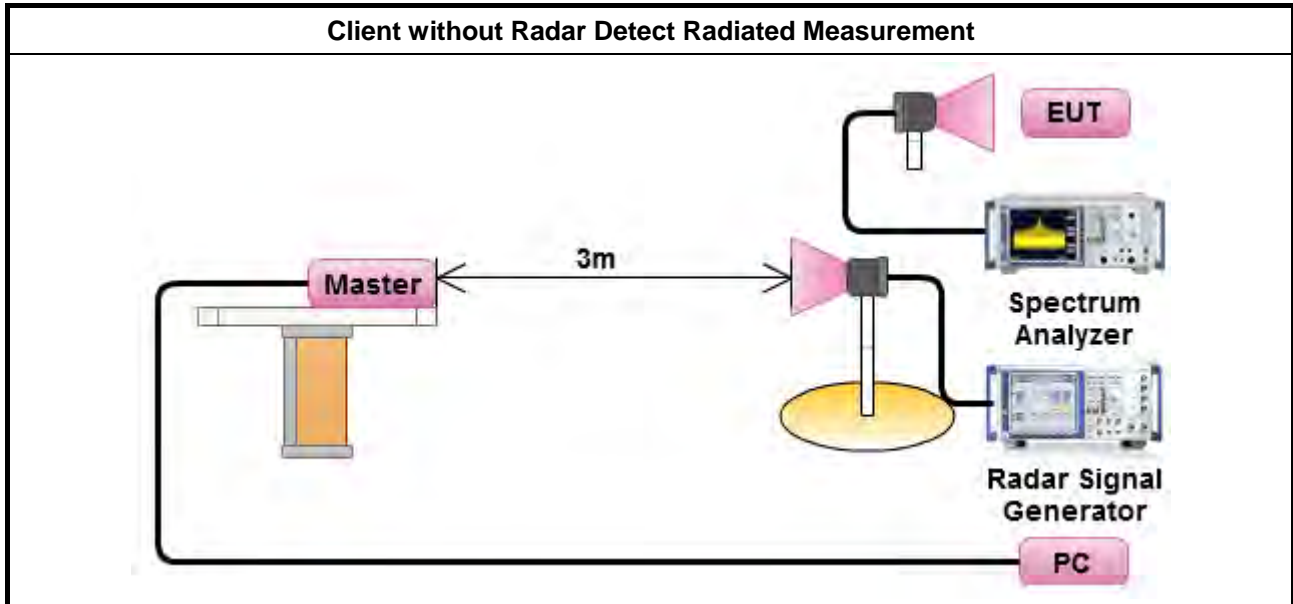 Client without Radar Detect Radiated Measurement
EUT
3m
Master
Spectrum
Analyzer
Radar Signal
Generator
PC